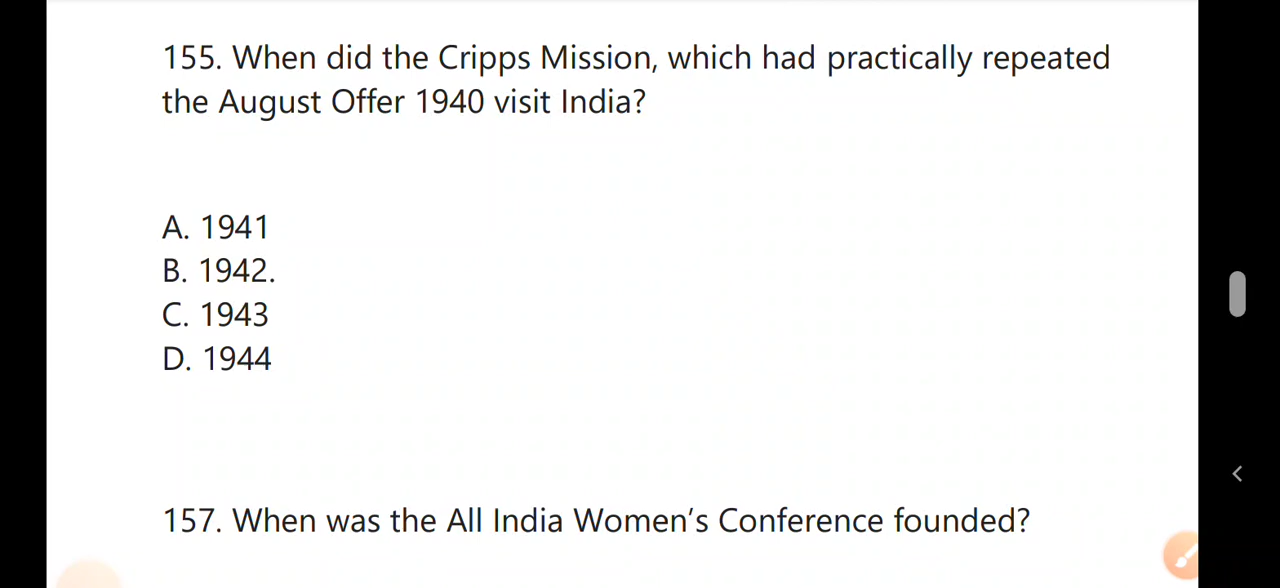 155. When did the Cripps Mission, which had practically repeated
the August Offer 1940 visit India?
A. 1941
B. 1942.
C. 1943
D. 1944
157. When was the All India Women’s Conference founded?